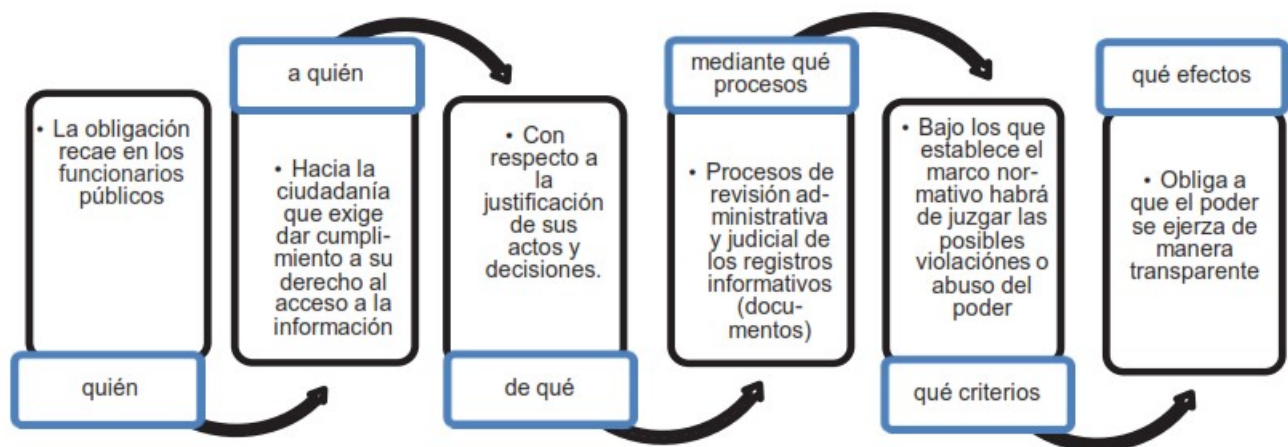 • La obligación
recae en los
funcionarios
públicos
quién
a quién
• Hacia la
ciudadanía
que exige
dar cumpli-
miento a su
derecho al
acceso a la
información
• Con
respecto a
la
justificación
de sus
actos y
decisiones.
de qué
mediante qué
procesos
• Procesos de
revisión ad-
ministrativa
y judicial de
los registros
informativos
(docu-
mentos)
• Bajo los que
establece el
marco nor-
mativo habrá
de juzgar las
posibles
violaciónes o
abuso del
poder
qué criterios
qué efectos
• Obliga a
que el poder
se ejerza de
manera
transparente